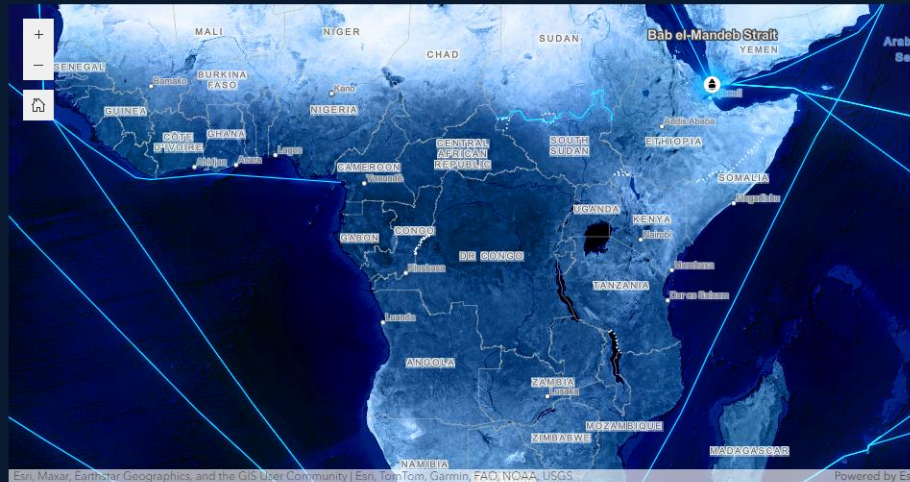 +
−
MALI
NIGER
CHAD
SUDAN
Bab el-Mandeb Strait
YEMEN
SENEGAL
Bamako
BURKINA
FASO
Kano
NIGERIA
GUINEA
CÔTE
D'IVOIRE
GHANA
Abidjan
Accra
Lagos
CAMEROON
Yaoundé
CENTRAL
AFRICAN
REPUBLIC
SOUTH
SUDAN
Addis Ababa
ETHIOPIA
SOMALIA
Mogadishu
UGANDA
KENYA
Nairobi
GABON
CONGO
DR CONGO
Kinshasa
Mombasa
TANZANIA
Dar es Salaam
Luanda
ANGOLA
ZAMBIA
Lusaka
MOZAMBIQUE
ZIMBABWE
MADAGASCAR
NAMIBIA
Esri, Maxar, Earthstar Geographics, and the GIS User Community | Esri, TomTom, Garmin, FAO, NOAA, USGS
Powered by Es